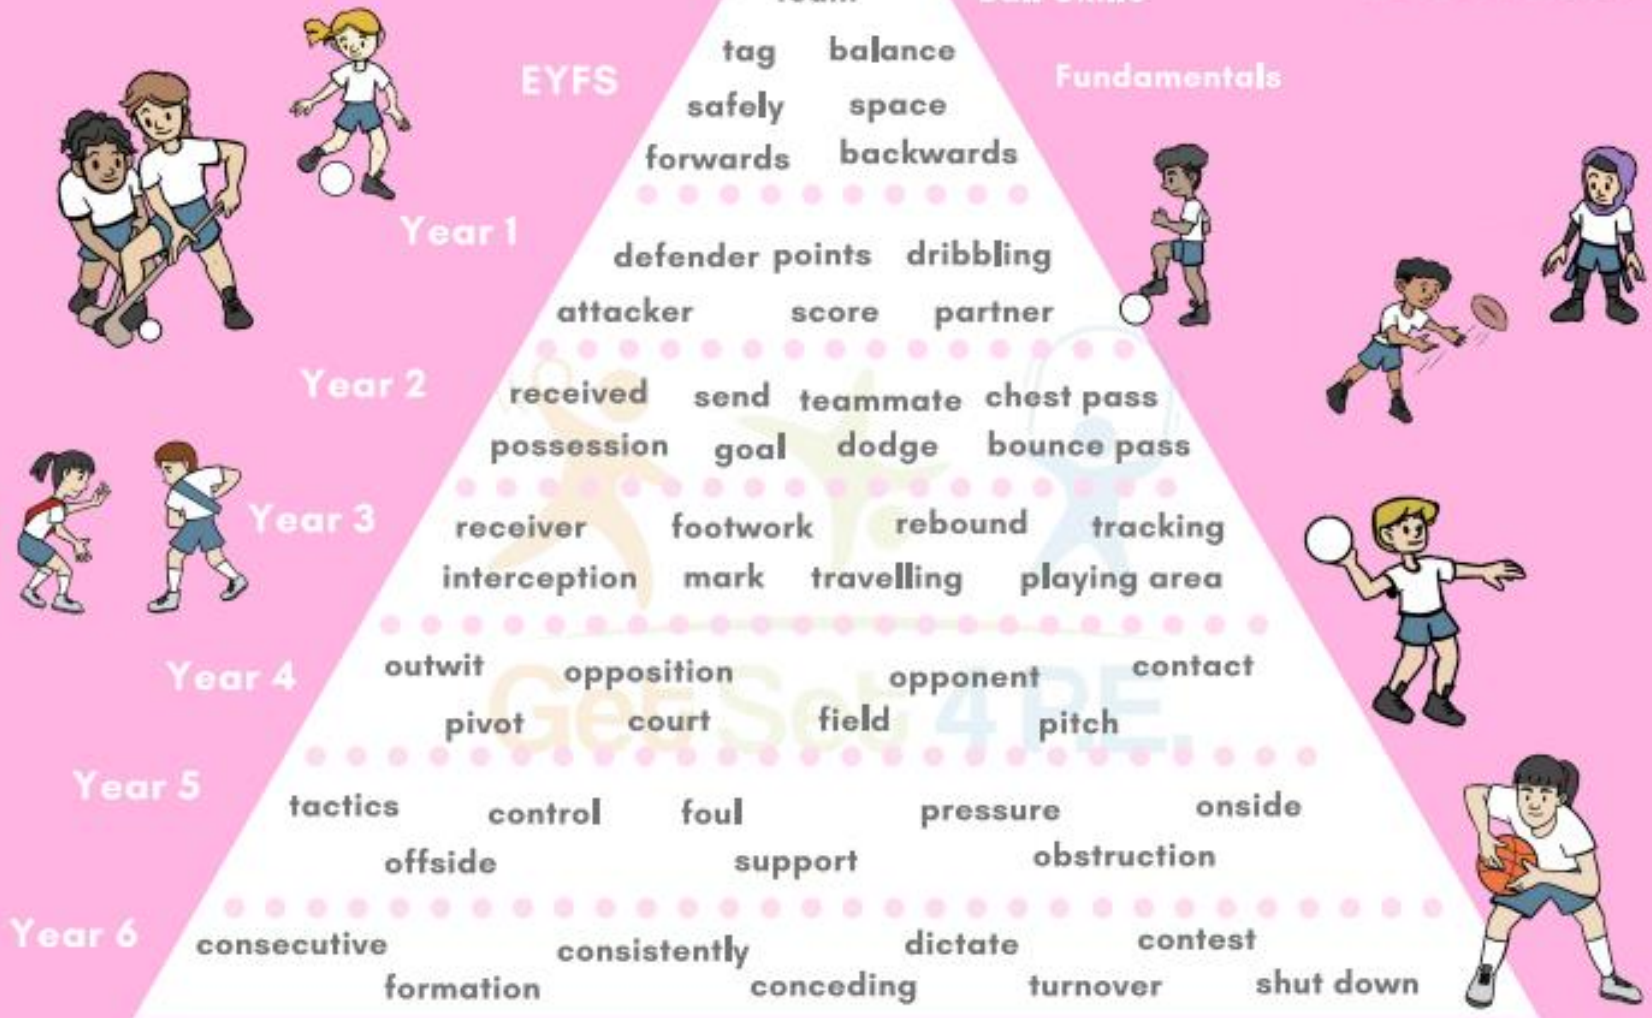 tag balance
EYFS
Fundamentals
safely space
forwards backwards
Year 1
defender points dribbling
attacker score partner
Year 2
received send teammate chest pass
possession goal dodge bounce pass
Year 3
receiver footwork rebound tracking
interception mark travelling playing area
Year 4
outwit opposition opponent contact
pivot court field pitch
Get Set 4 P.E.
Year 5
tactics control foul pressure onside
offside support obstruction
Year 6
consecutive consistently dictate contest
formation conceding turnover shut down